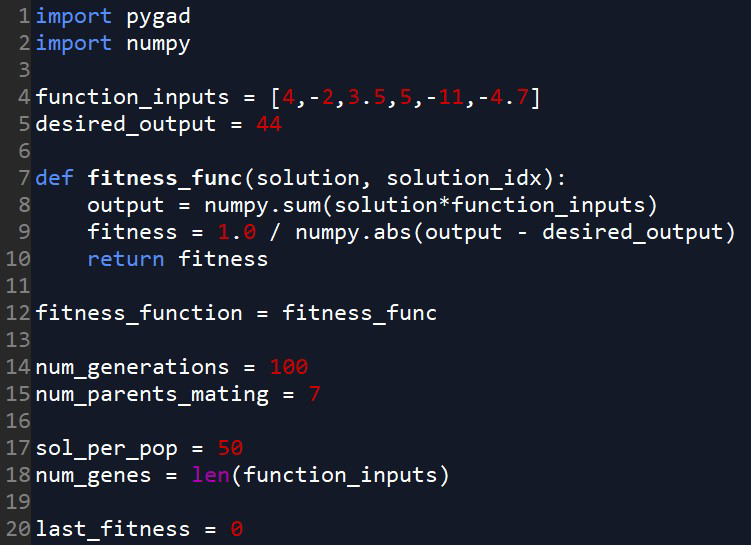 1 import pygad
2 import numpy
3
4 function_inputs = [4,-2,3.5,5,-11,-4.7]
5 desired_output = 44
6
7 def fitness_func(solution, solution_idx):
8     output = numpy.sum(solution*function_inputs)
9     fitness = 1.0 / numpy.abs(output - desired_output)
10     return fitness
11
12 fitness_function = fitness_func
13
14 num_generations = 100
15 num_parents_mating = 7
16
17 sol_per_pop = 50
18 num_genes = len(function_inputs)
19
20 last_fitness = 0